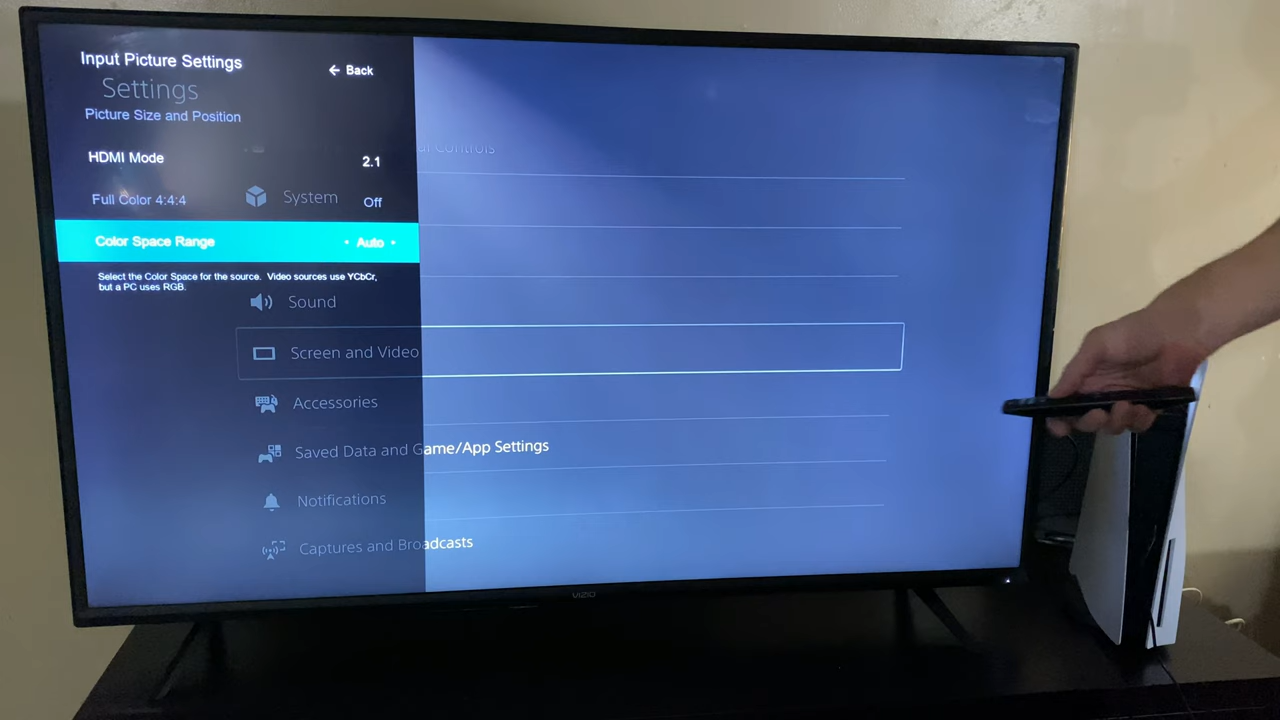 Input Picture Settings
← Back
Settings
Picture Size and Position
HDMI Mode 2.1
Full Color 4:4:4 Off
System
Color Space Range Auto
Select the Color Space for the source. Video sources use YCbCr,
but a PC uses RGB.
Sound
Screen and Video
Accessories
Saved Data and Game/App Settings
Notifications
Captures and Broadcasts
VIZIO